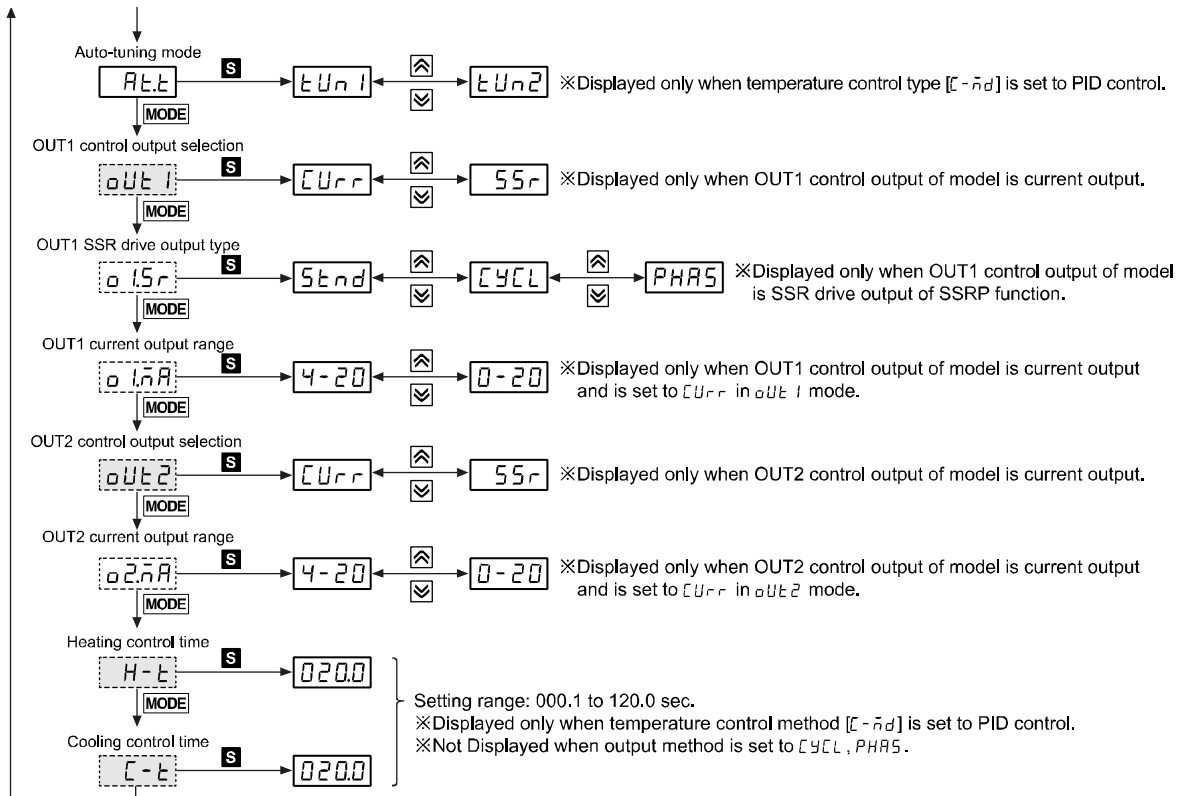 Auto-tuning mode
At.t S tUn1 tUn2 ※Displayed only when temperature control type [C-md] is set to PID control.
MODE
OUT1 control output selection
oUt1 S CUrr SSr ※Displayed only when OUT1 control output of model is current output.
MODE
OUT1 SSR drive output type
o1.Sr S Stnd CYCL PHAS ※Displayed only when OUT1 control output of model
is SSR drive output of SSRP function.
MODE
OUT1 current output range
o1.mA S 4-20 0-20 ※Displayed only when OUT1 control output of model is current output
and is set to CUrr in oUt1 mode.
MODE
OUT2 control output selection
oUt2 S CUrr SSr ※Displayed only when OUT2 control output of model is current output.
MODE
OUT2 current output range
o2.mA S 4-20 0-20 ※Displayed only when OUT2 control output of model is current output
and is set to CUrr in oUt2 mode.
MODE
Heating control time
H-t S 020.0
MODE
Setting range: 000.1 to 120.0 sec.
※Displayed only when temperature control method [C-md] is set to PID control.
※Not Displayed when output method is set to CYCL, PHAS.
Cooling control time
C-t S 020.0